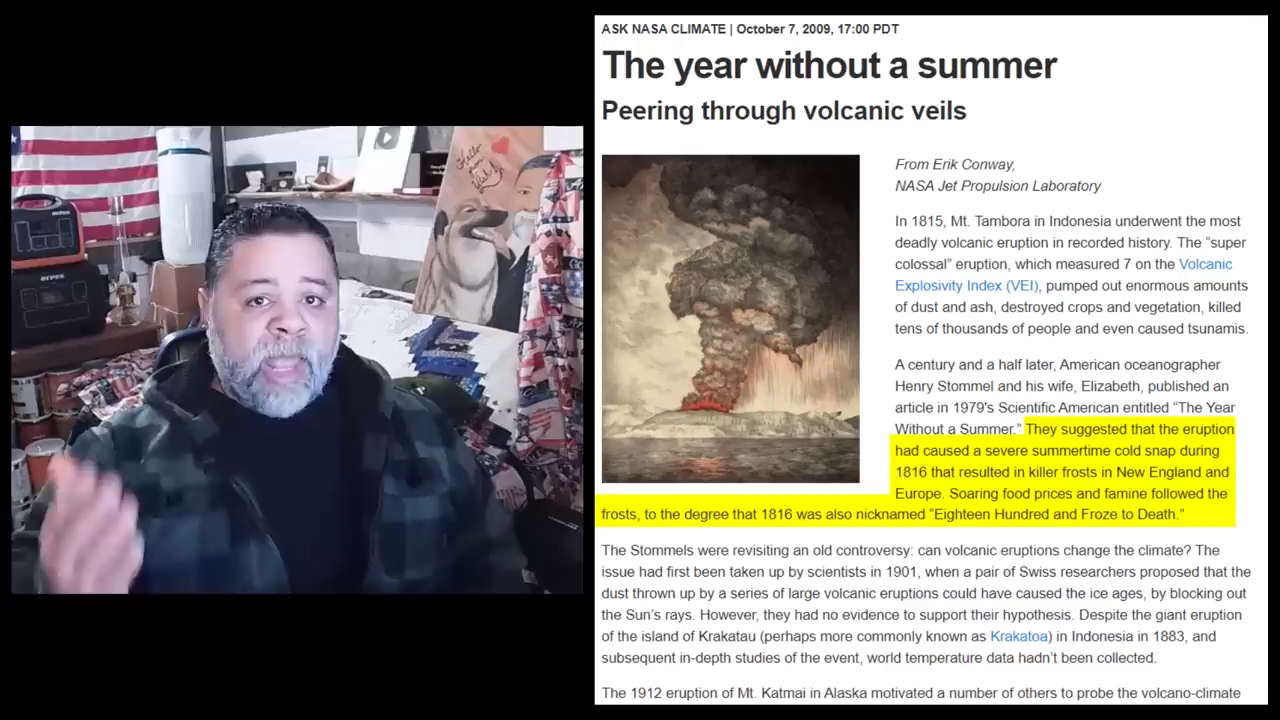 ASK NASA CLIMATE | October 7, 2009, 17:00 PDT
The year without a summer
Peering through volcanic veils
From Erik Conway,
NASA Jet Propulsion Laboratory
In 1815, Mt. Tambora in Indonesia underwent the most
deadly volcanic eruption in recorded history. The “super
colossal” eruption, which measured 7 on the Volcanic
Explosivity Index (VEI), pumped out enormous amounts
of dust and ash, destroyed crops and vegetation, killed
tens of thousands of people and even caused tsunamis.
A century and a half later, American oceanographer
Henry Stommel and his wife, Elizabeth, published an
article in 1979's Scientific American entitled “The Year
Without a Summer.” They suggested that the eruption
had caused a severe summertime cold snap during
1816 that resulted in killer frosts in New England and
Europe. Soaring food prices and famine followed the
frosts, to the degree that 1816 was also nicknamed “Eighteen Hundred and Froze to Death.”
The Stommels were revisiting an old controversy: can volcanic eruptions change the climate? The
issue had first been taken up by scientists in 1901, when a pair of Swiss researchers proposed that the
dust thrown up by a series of large volcanic eruptions could have caused the ice ages, by blocking out
the Sun’s rays. However, they had no evidence to support their hypothesis. Despite the giant eruption
of the island of Krakatau (perhaps more commonly known as Krakatoa) in Indonesia in 1883, and
subsequent in-depth studies of the event, world temperature data hadn’t been collected.
The 1912 eruption of Mt. Katmai in Alaska motivated a number of others to probe the volcano-climate
Hello